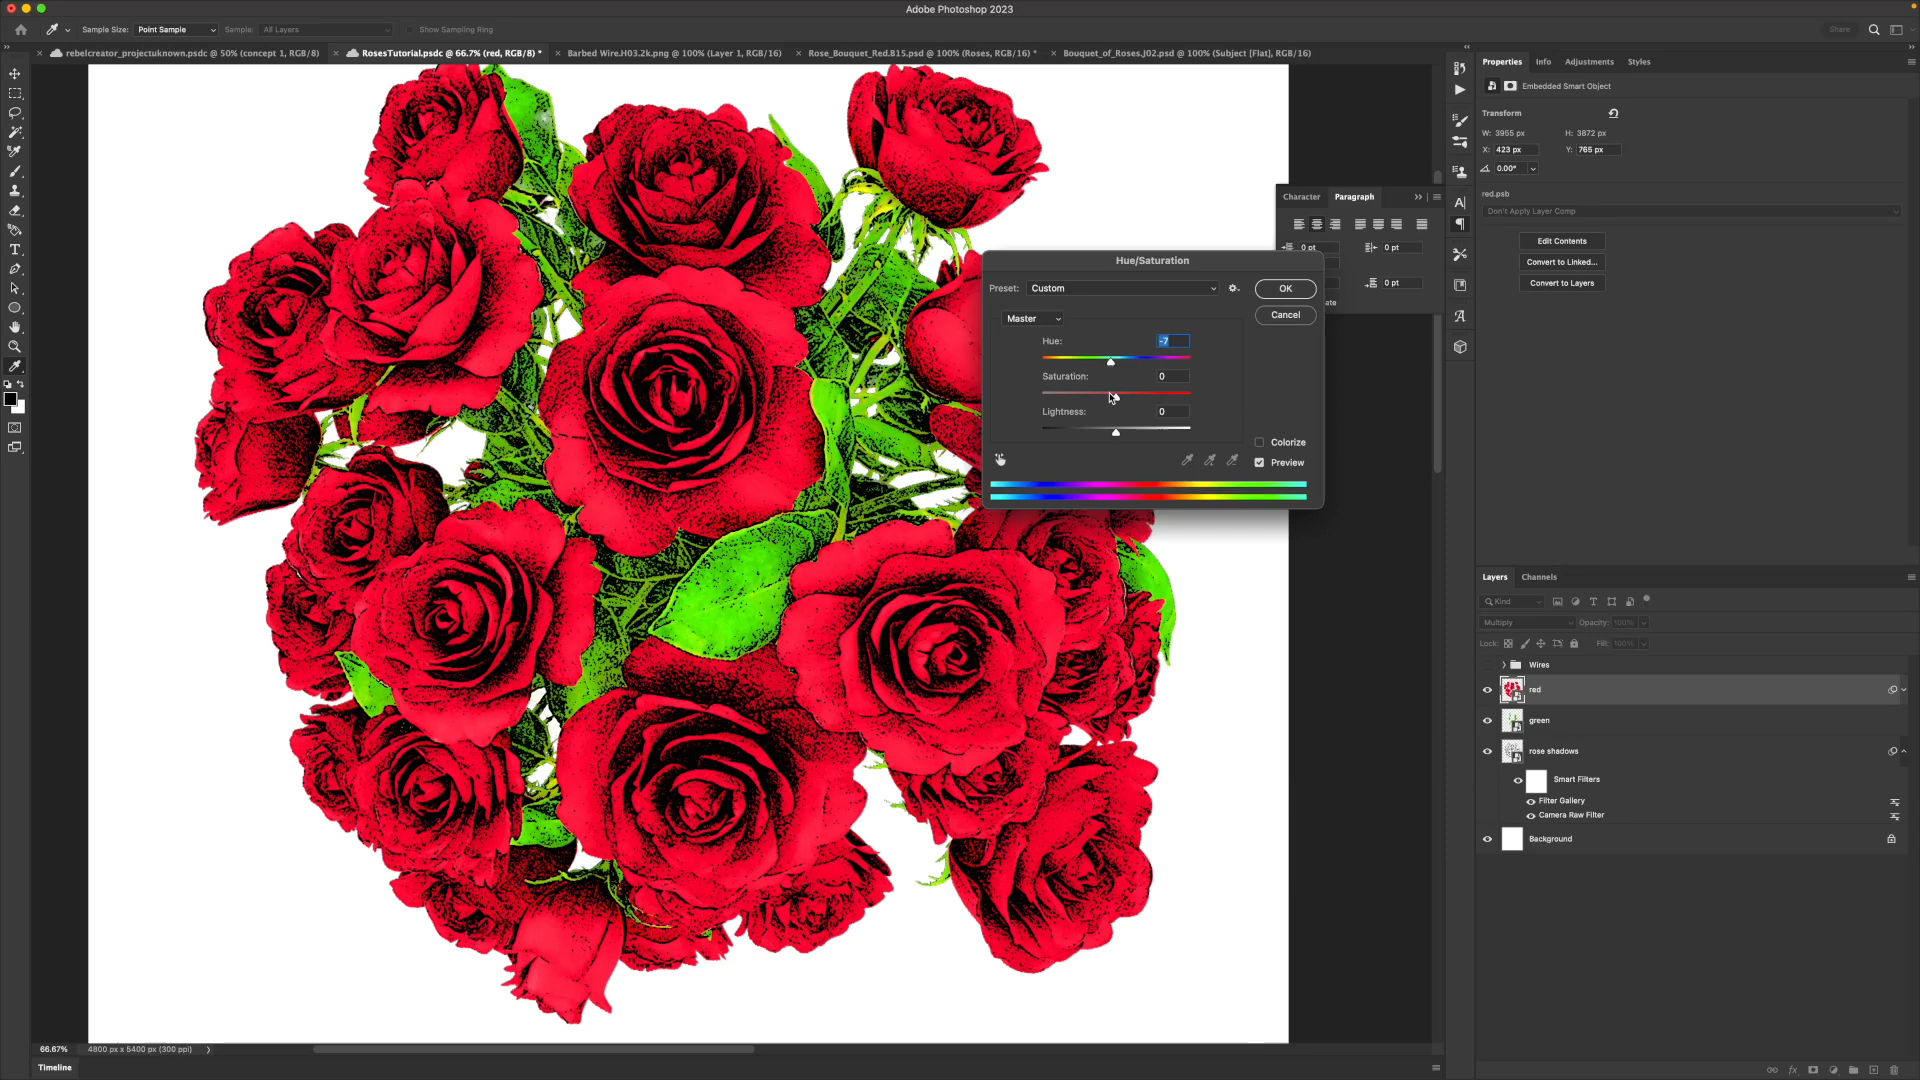 Adobe Photoshop 2023
Sample Size: Point Sample Sample: All Layers Show Sampling Ring
Share
rebelcreator_projectuknown.psdc @ 50% (concept 1, RGB/8)
RosesTutorial.psdc @ 66.7% (red, RGB/8) *
Barbed Wire.H03.2k.png @ 100% (Layer 1, RGB/16)
Rose_Bouquet_Red.B15.psd @ 100% (Roses, RGB/16) *
Bouquet_of_Roses.J02.psd @ 100% (Subject [Flat], RGB/16)
Properties Info Adjustments Styles
Embedded Smart Object
Transform
W: 3955 px H: 3872 px
X: 423 px Y: 765 px
0.00°
red.psb
Don't Apply Layer Comp
Edit Contents
Convert to Linked...
Convert to Layers
Character Paragraph
0 pt 0 pt
0 pt
ate
Hue/Saturation
Preset: Custom
OK
Cancel
Master
Hue: -7
Saturation: 0
Lightness: 0
Colorize
Preview
Layers Channels
Kind
Multiply Opacity: 100%
Lock: Fill: 100%
Wires
red
green
rose shadows
Smart Filters
Filter Gallery
Camera Raw Filter
Background
66.67% 4800 px x 5400 px (300 ppi)
Timeline